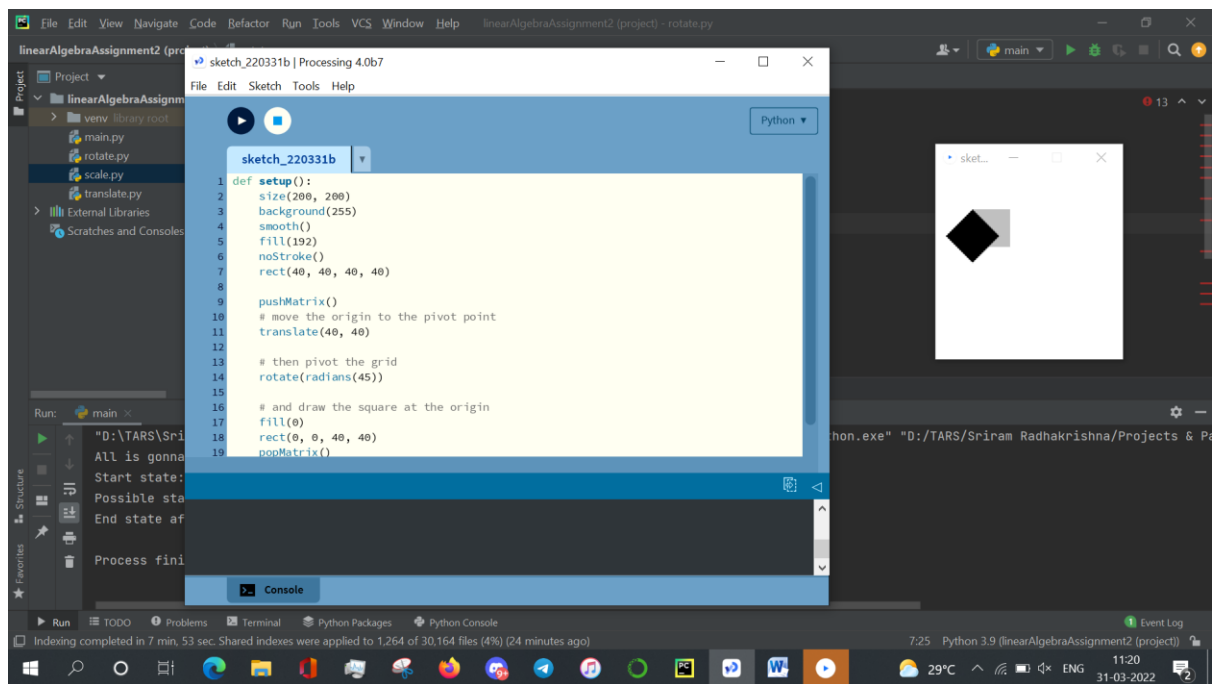 File Edit View Navigate Code Refactor Run Tools VCS Window Help linearAlgebraAssignment2 (project) - rotate.py
linearAlgebraAssignment2 (pro
main
Project
Project
linearAlgebraAssignm
venv library root
main.py
rotate.py
scale.py
translate.py
External Libraries
Scratches and Consoles
13
sketch_220331b | Processing 4.0b7
File Edit Sketch Tools Help
Python
sketch_220331b
1 def setup():
2 size(200, 200)
3 background(255)
4 smooth()
5 fill(192)
6 noStroke()
7 rect(40, 40, 40, 40)
8
9 pushMatrix()
10 # move the origin to the pivot point
11 translate(40, 40)
12
13 # then pivot the grid
14 rotate(radians(45))
15
16 # and draw the square at the origin
17 fill(0)
18 rect(0, 0, 40, 40)
19 popMatrix()
Console
sket...
Run: main
"D:\TARS\Sri
hon.exe" "D:/TARS/Sriram Radhakrishna/Projects & Pa
All is gonna
Start state:
Possible sta
End state af
Process fini
Structure
Favorites
Run TODO Problems Terminal Python Packages Python Console
1 Event Log
Indexing completed in 7 min, 53 sec. Shared indexes were applied to 1,264 of 30,164 files (4%) (24 minutes ago)
7:25 Python 3.9 (linearAlgebraAssignment2 (project))
29°C ENG
11:20
31-03-2022
2